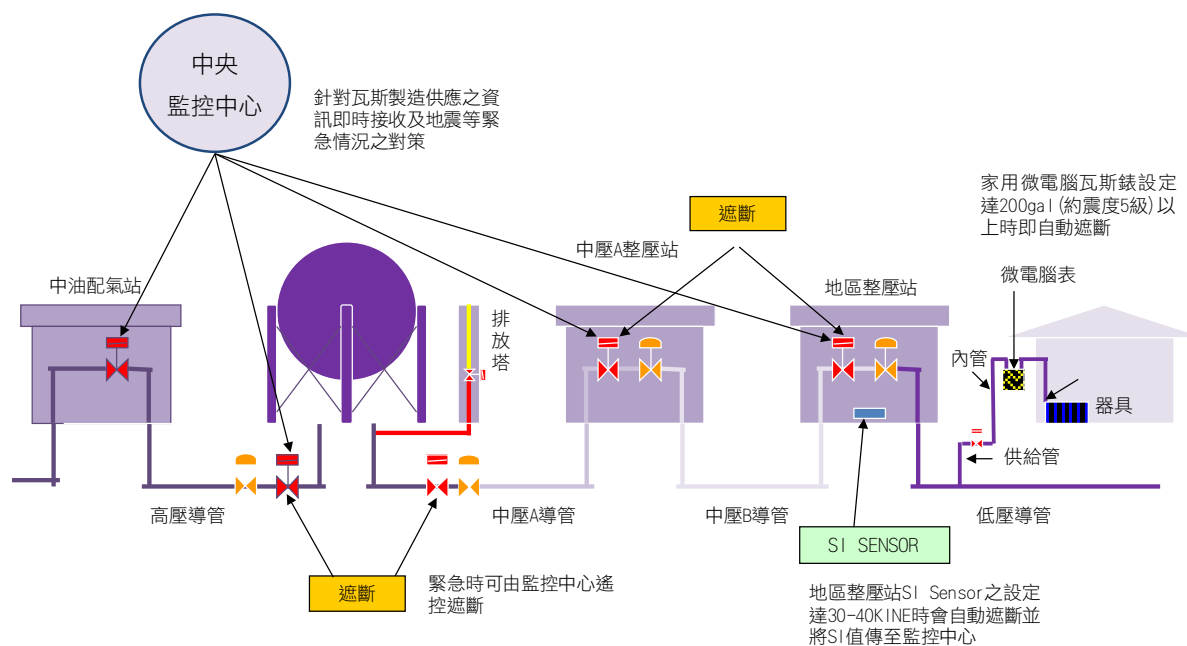 中央
監控中心
針對瓦斯製造供應之資
訊即時接收及地震等緊
急情況之對策
家用微電腦瓦斯錶設定
達200gal(約震度5級)以
上時即自動遮斷
遮斷
中壓A整壓站
微電腦表
中油配氣站
地區整壓站
排
放
塔
內管
器具
供給管
高壓導管
中壓A導管
中壓B導管
低壓導管
SI SENSOR
遮斷
緊急時可由監控中心遙
控遮斷
地區整壓站SI Sensor之設定
達30-40KINE時會自動遮斷並
將SI值傳至監控中心